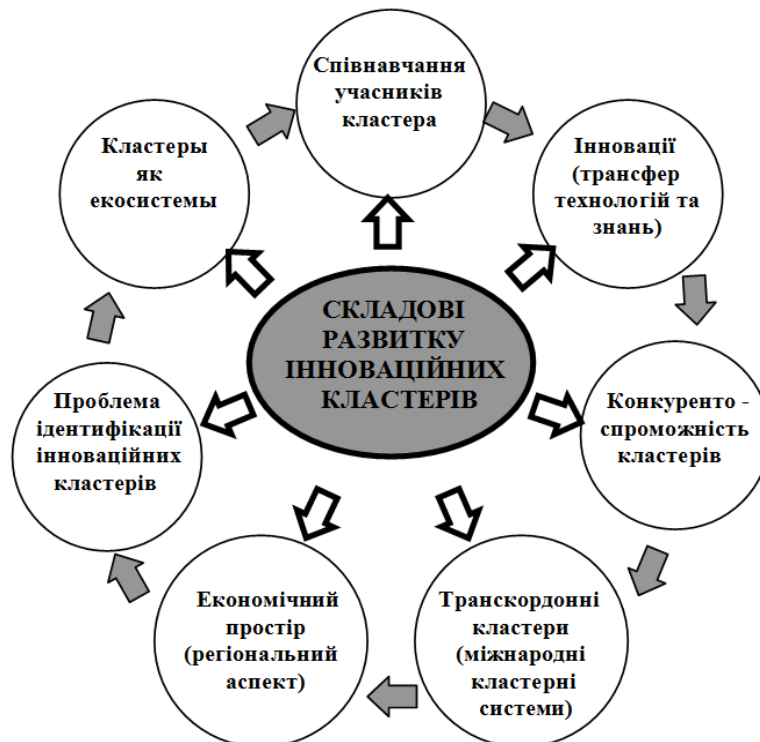 Співнавчання
учасників
кластера
Кластеры
як
екосистемы
Інновації
(трансфер
технологій та
знань)
СКЛАДОВІ
РАЗВИТКУ
ІННОВАЦІЙНИХ
КЛАСТЕРІВ
Проблема
ідентифікації
інноваційних
кластерів
Конкуренто -
спроможність
кластерів
Економічний
простір
(регіональний
аспект)
Транскордонні
кластери
(міжнародні
кластерні
системи)